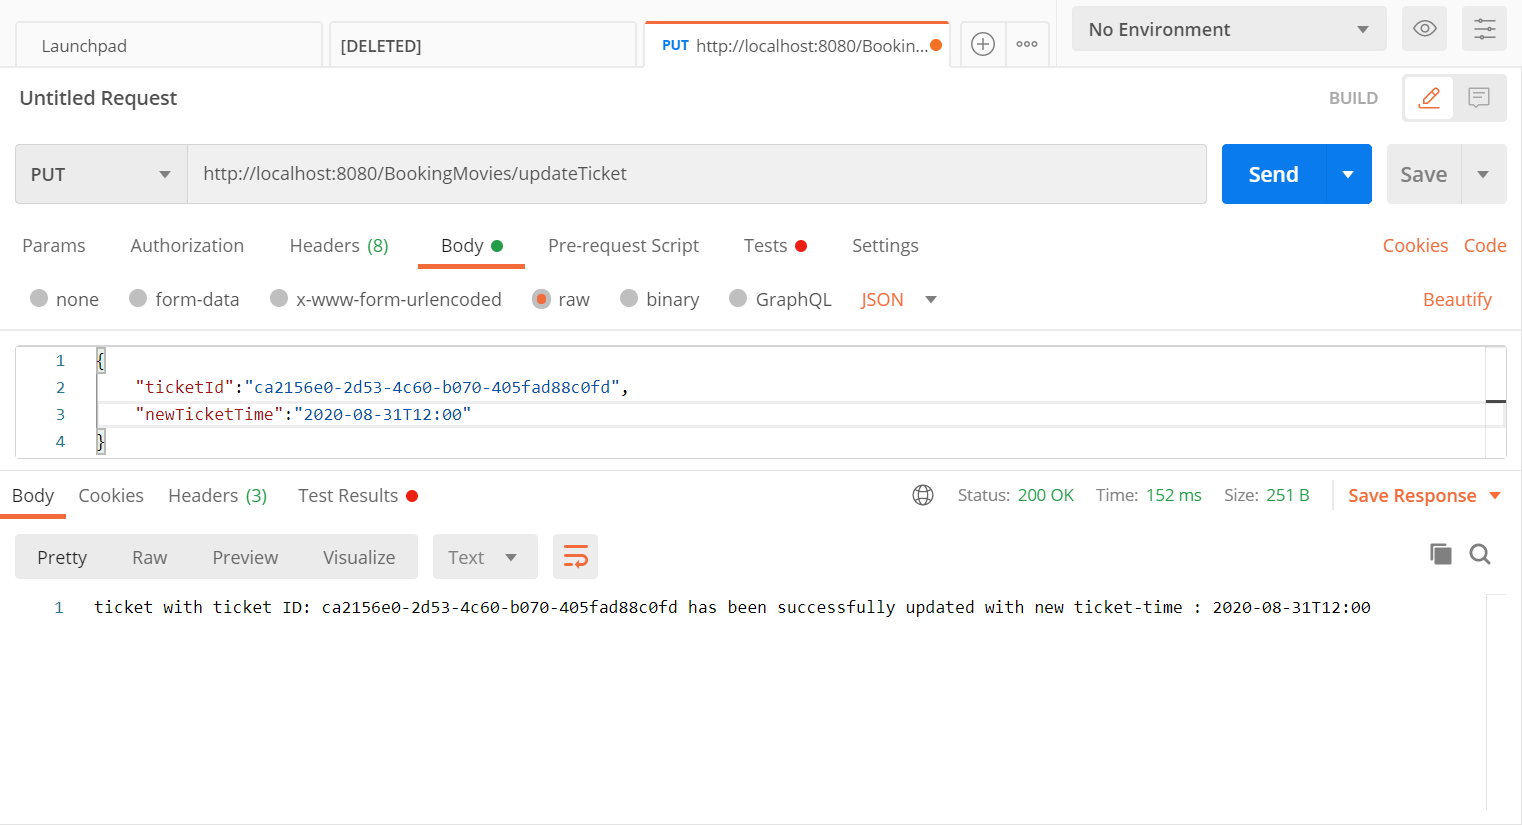 Launchpad [DELETED] PUT http://localhost:8080/Bookin... No Environment
Untitled Request BUILD
PUT http://localhost:8080/BookingMovies/updateTicket Send Save
Params Authorization Headers (8) Body Pre-request Script Tests Settings Cookies Code
none form-data x-www-form-urlencoded raw binary GraphQL JSON Beautify
1 {
2 "ticketId":"ca2156e0-2d53-4c60-b070-405fad88c0fd",
3 "newTicketTime":"2020-08-31T12:00"
4 }
Body Cookies Headers (3) Test Results Status: 200 OK Time: 152 ms Size: 251 B Save Response
Pretty Raw Preview Visualize Text
1 ticket with ticket ID: ca2156e0-2d53-4c60-b070-405fad88c0fd has been successfully updated with new ticket-time : 2020-08-31T12:00